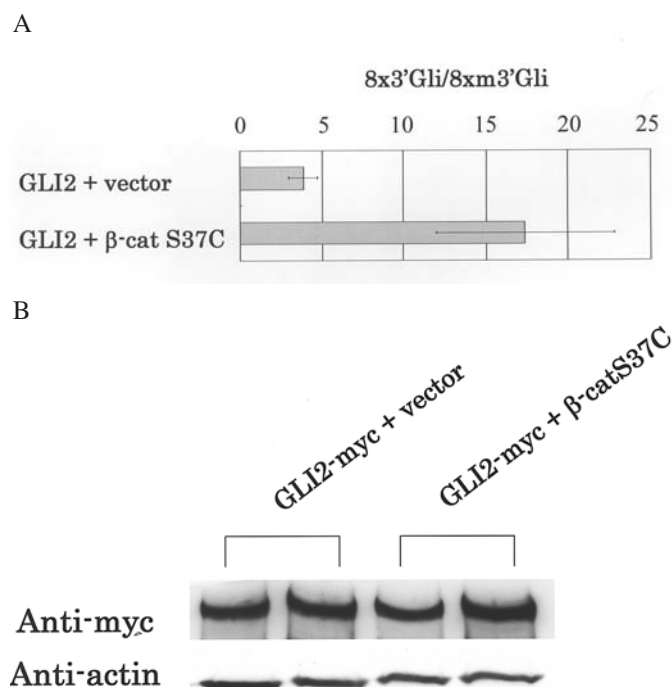 A
8x3'Gli/8xm3'Gli
0 5 10 15 20 25
GLI2 + vector
GLI2 + β-cat S37C
B
GLI2-myc + vector
GLI2-myc + β-catS37C
Anti-myc
Anti-actin